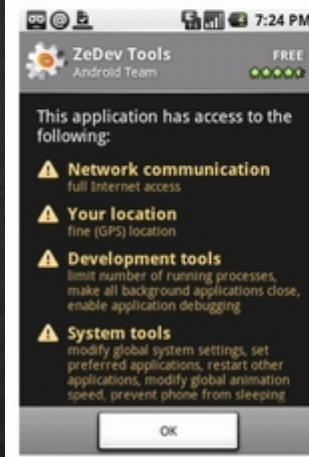 7:24 PM
ZeDev Tools
FREE
Android Team
This application has access to the
following:
Network communication
full Internet access
Your location
fine (GPS) location
Development tools
limit number of running processes,
make all background applications close,
enable application debugging
System tools
modify global system settings, set
preferred applications, restart other
applications, modify global animation
speed, prevent phone from sleeping
OK